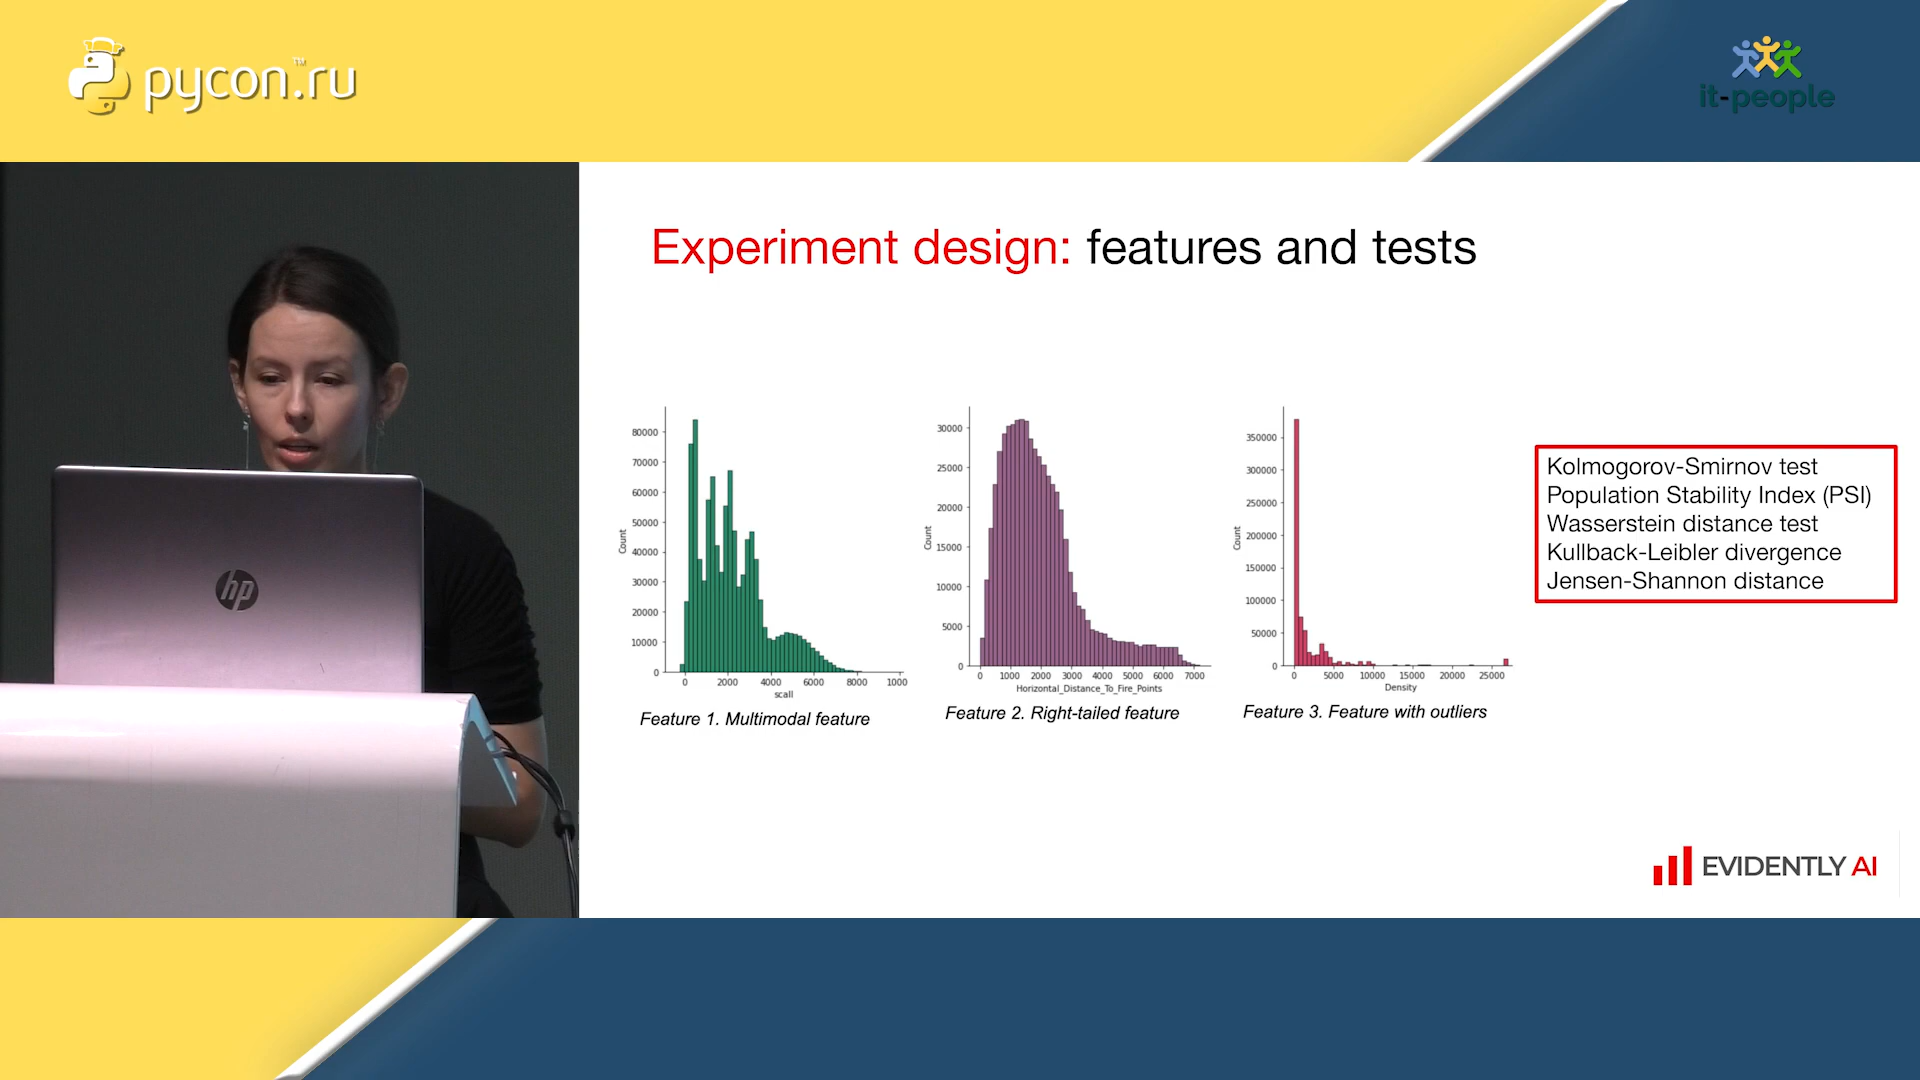 pycon.ru
TM
it-people
Experiment design: features and tests
80000
70000
60000
50000
40000
30000
20000
10000
0
Count
0 2000 4000 6000 8000 1000
scall
Feature 1. Multimodal feature
30000
25000
20000
15000
10000
5000
0
Count
0 1000 2000 3000 4000 5000 6000 7000
Horizontal_Distance_To_Fire_Points
Feature 2. Right-tailed feature
350000
300000
250000
200000
150000
100000
50000
0
Count
0 5000 10000 15000 20000 25000
Density
Feature 3. Feature with outliers
Kolmogorov-Smirnov test
Population Stability Index (PSI)
Wasserstein distance test
Kullback-Leibler divergence
Jensen-Shannon distance
hp
EVIDENTLY AI